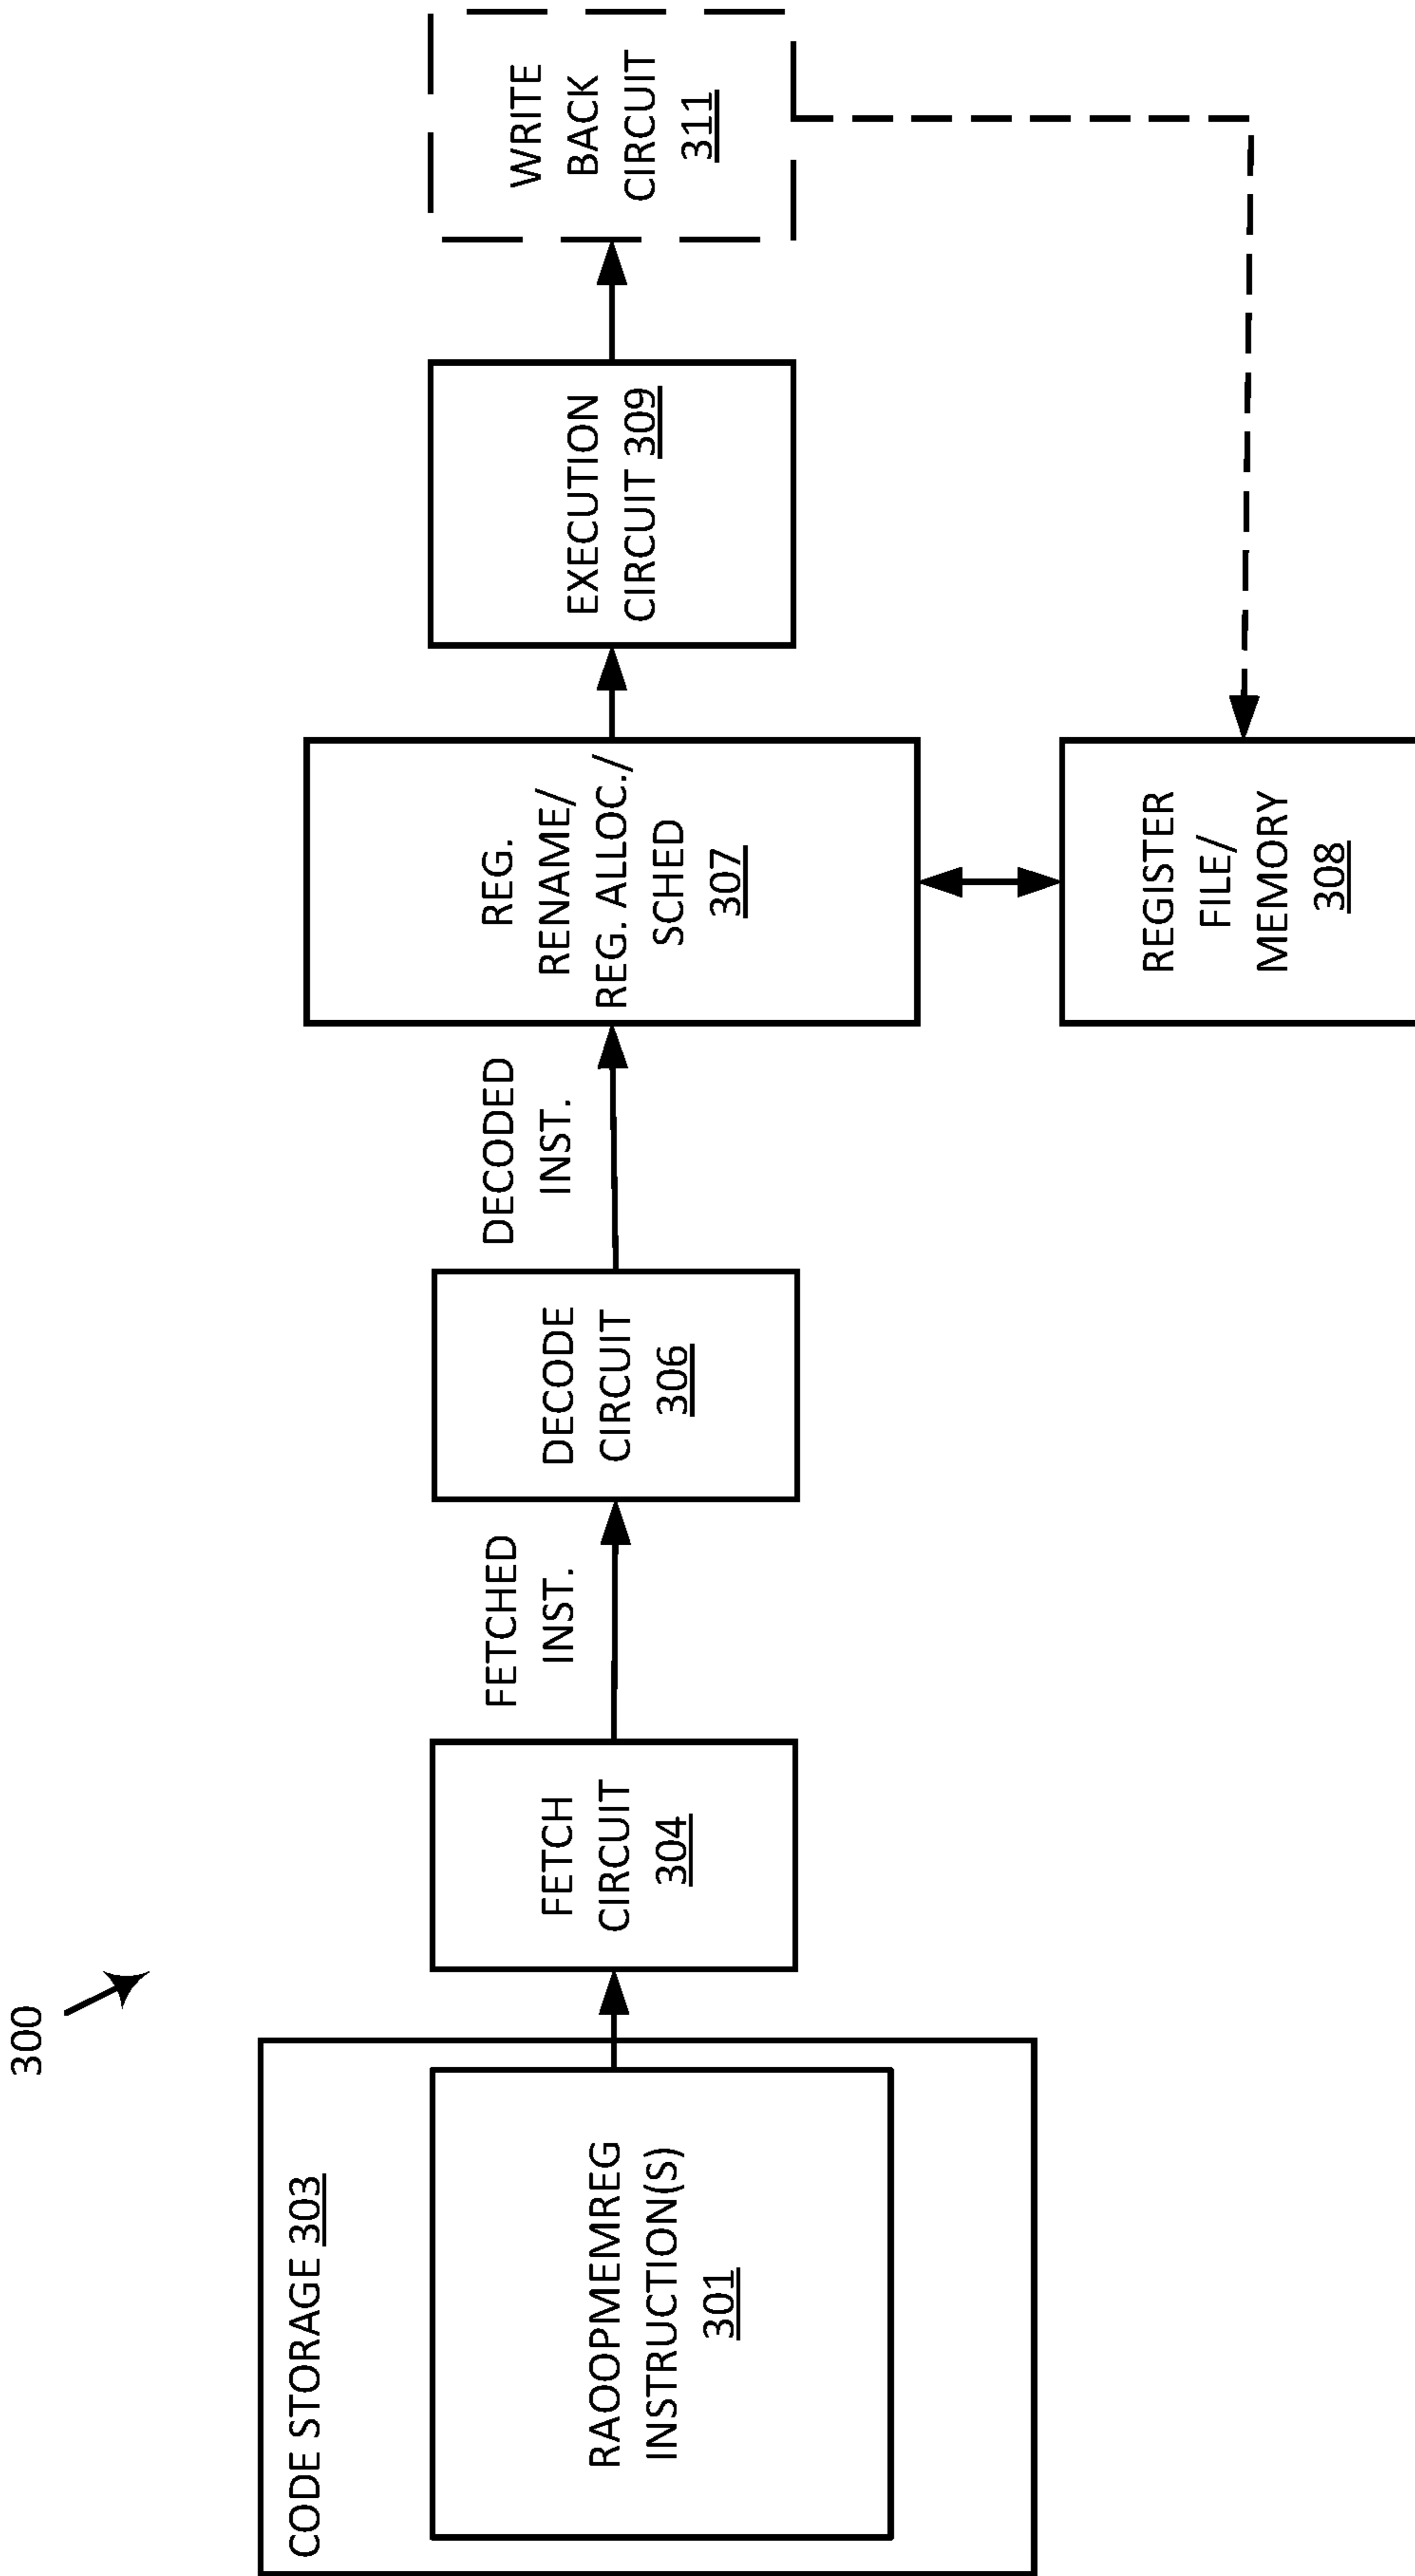 300
CODE STORAGE 303
RAOOPMEMREG
INSTRUCTION(S)
301
FETCH
CIRCUIT
304
FETCHED
INST.
DECODE
CIRCUIT
306
DECODED
INST.
REG.
RENAME/
REG. ALLOC./
SCHED
307
REGISTER
FILE/
MEMORY
308
EXECUTION
CIRCUIT 309
WRITE
BACK
CIRCUIT
311